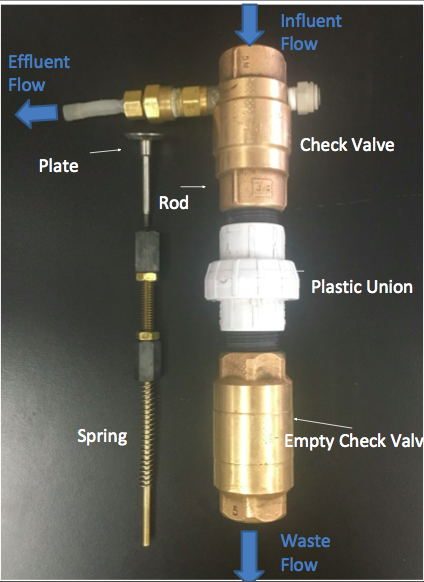 Influent
Flow
Effluent
Flow
Check Valve
Plate
Rod
Plastic Union
Spring
Empty Check Valv
Waste
Flow